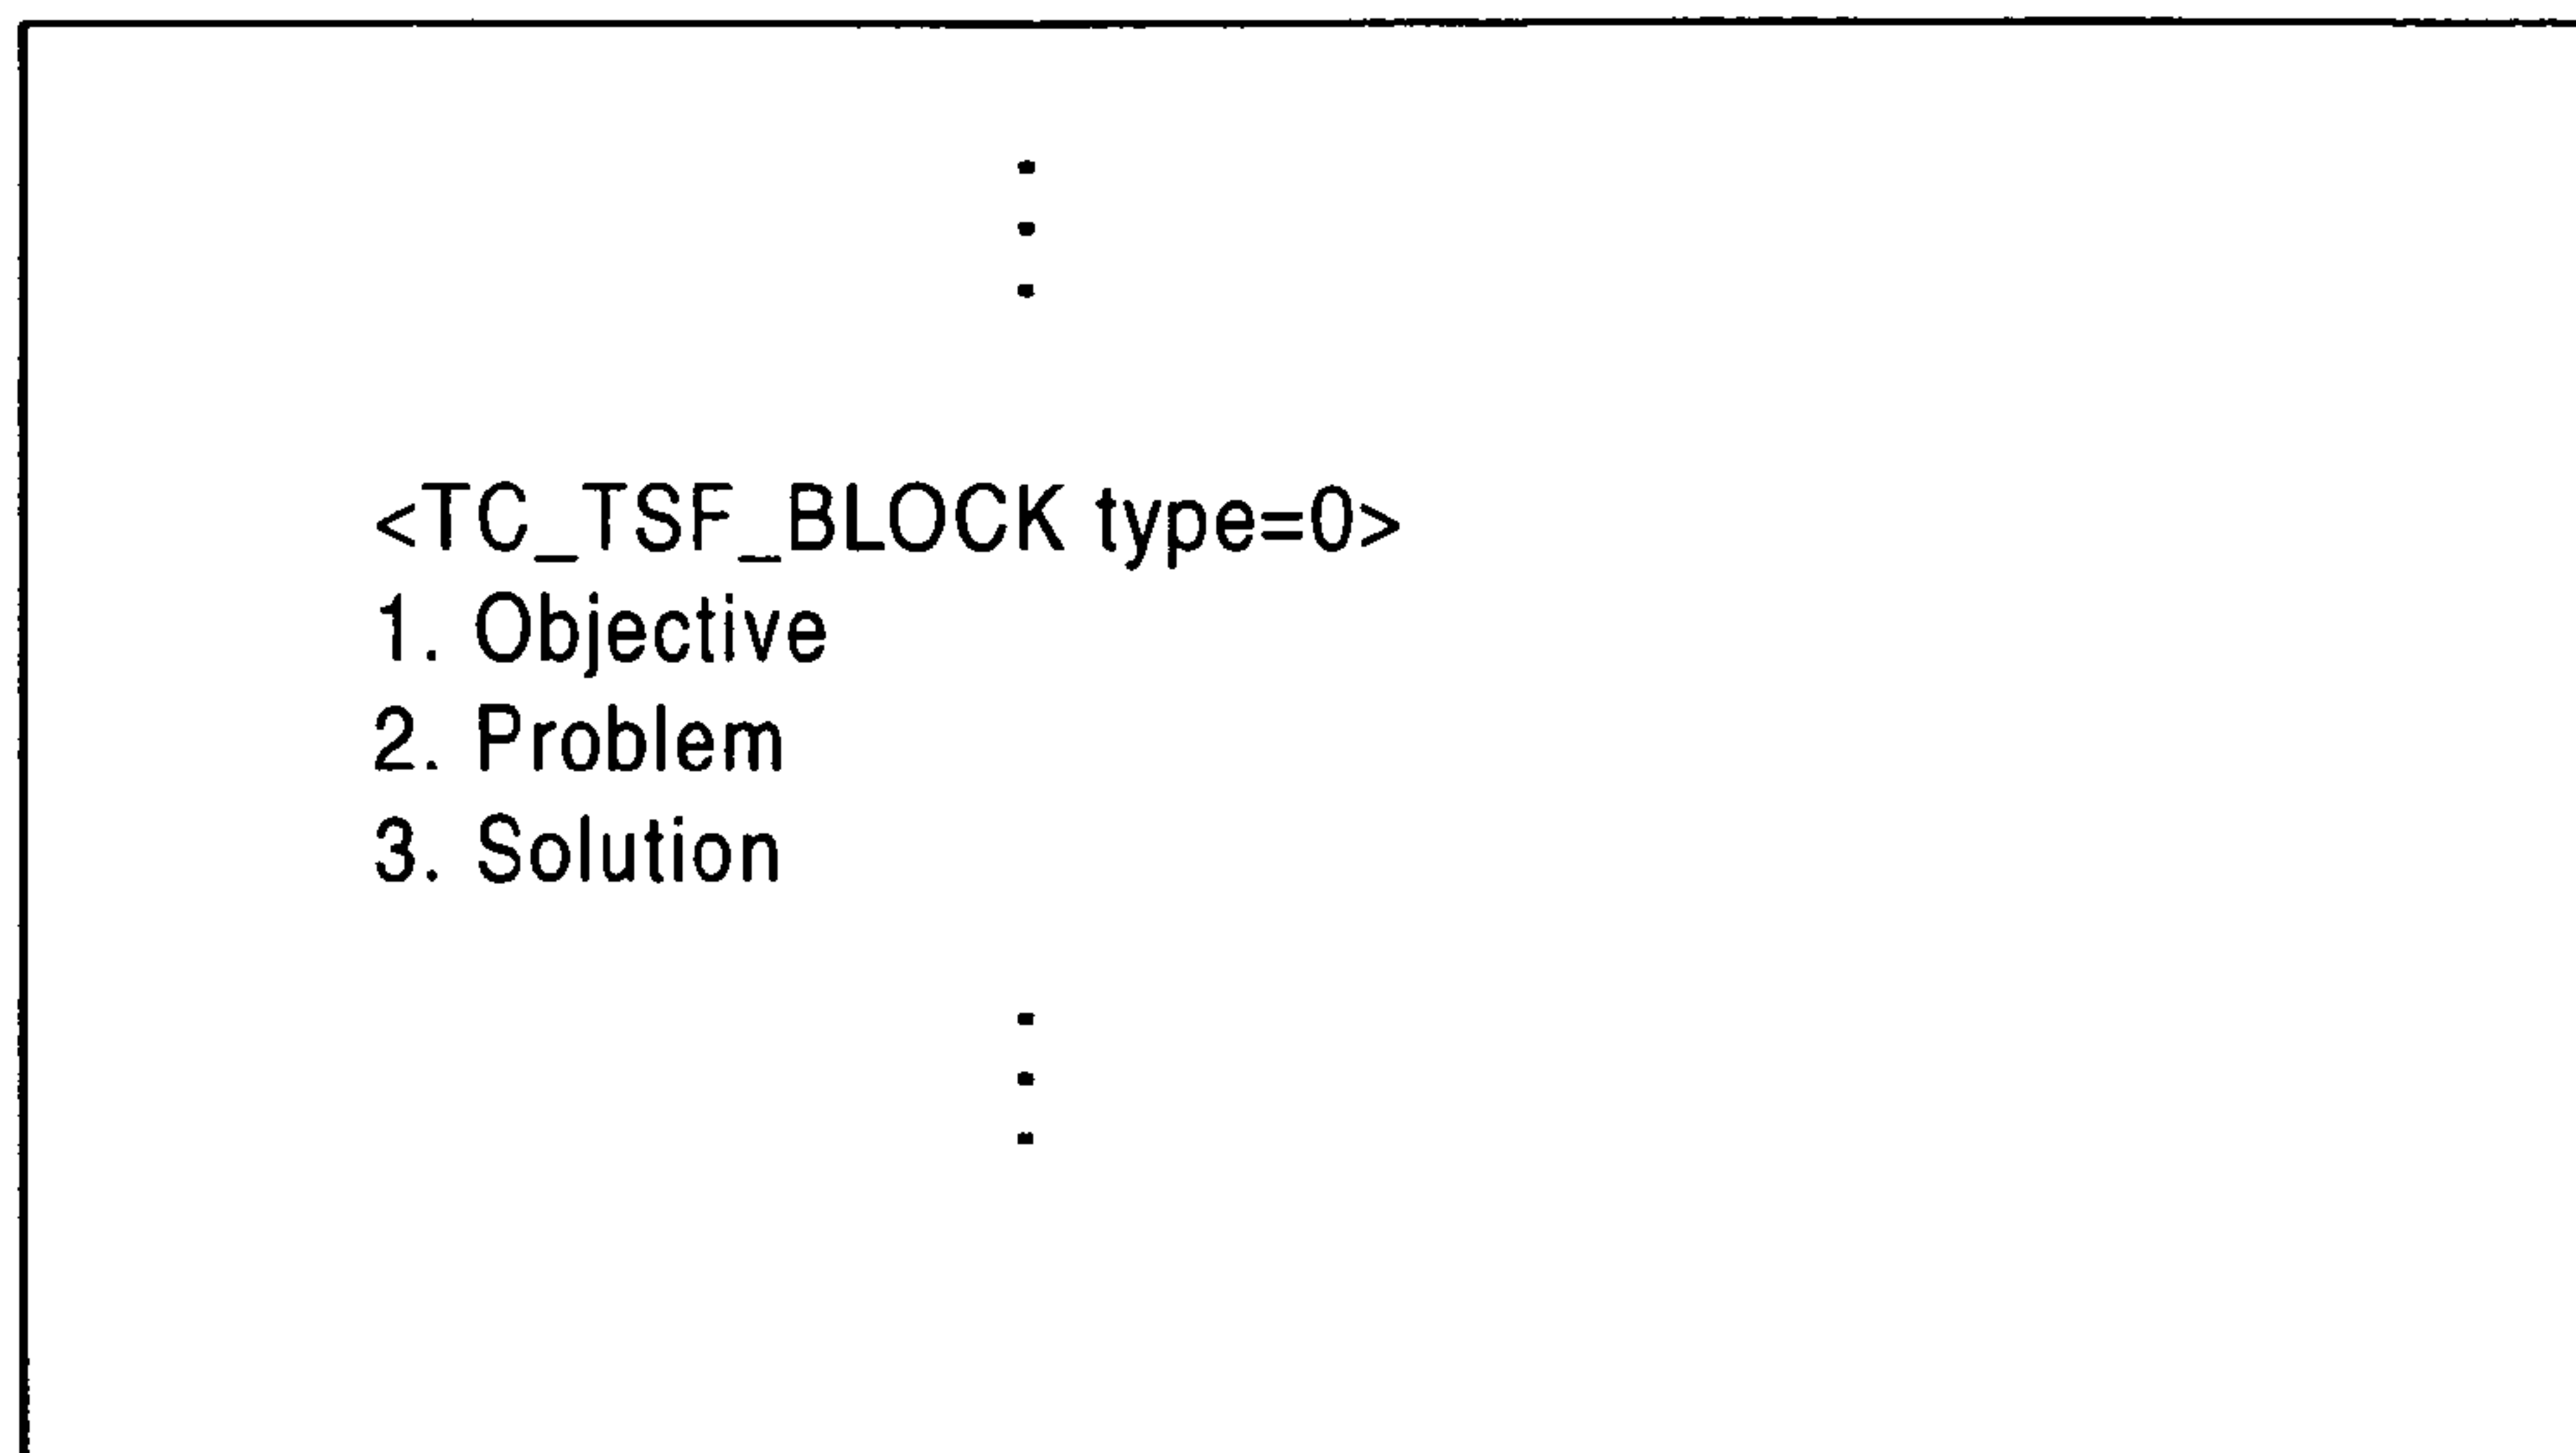 <TC_TSF_BLOCK type=0>
1. Objective
2. Problem
3. Solution